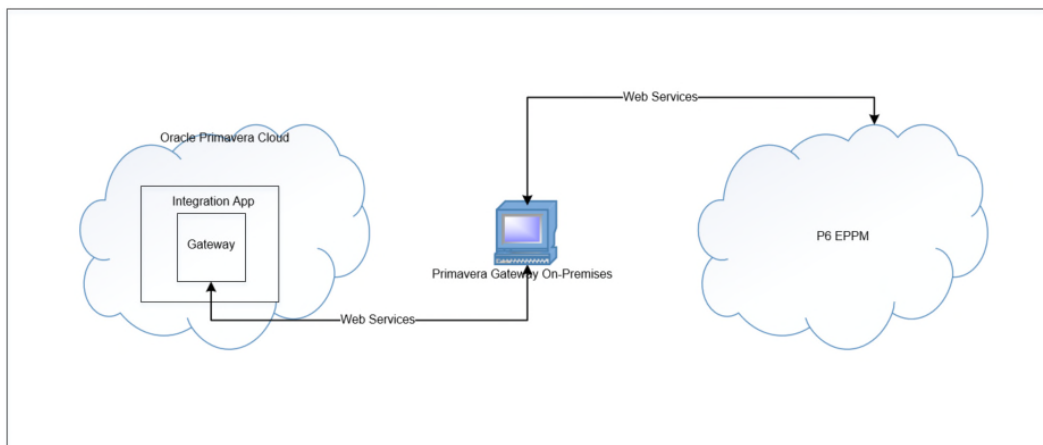 Web Services
Oracle Primavera Cloud
Integration App
Gateway
P6 EPPM
Primavera Gateway On-Premises
Web Services